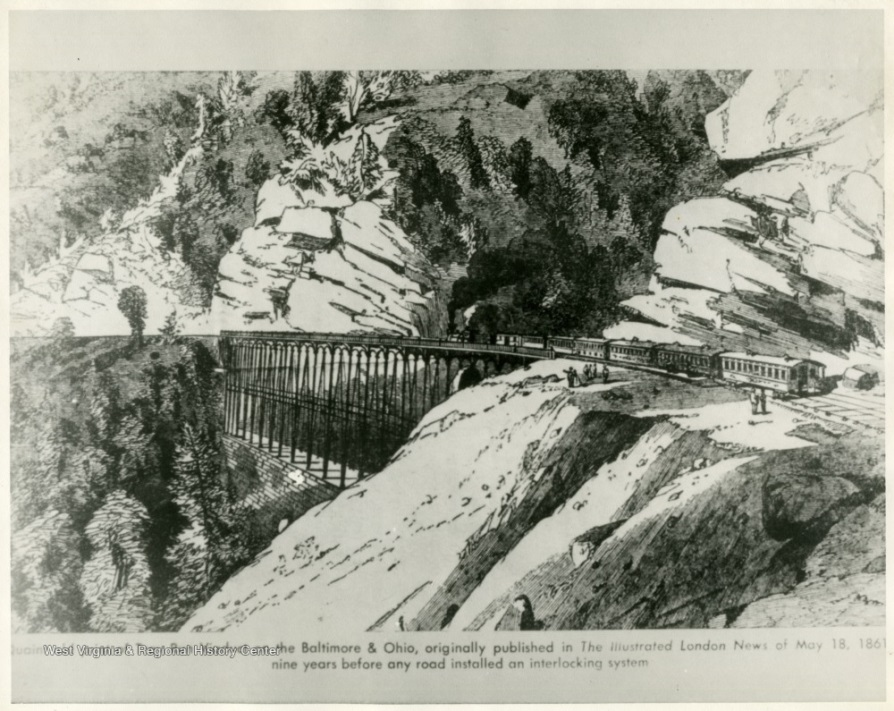 the Baltimore & Ohio, originally published in The Illustrated London News of May 18, 1861
nine years before any road installed an interlocking system
West Virginia & Regional History Center